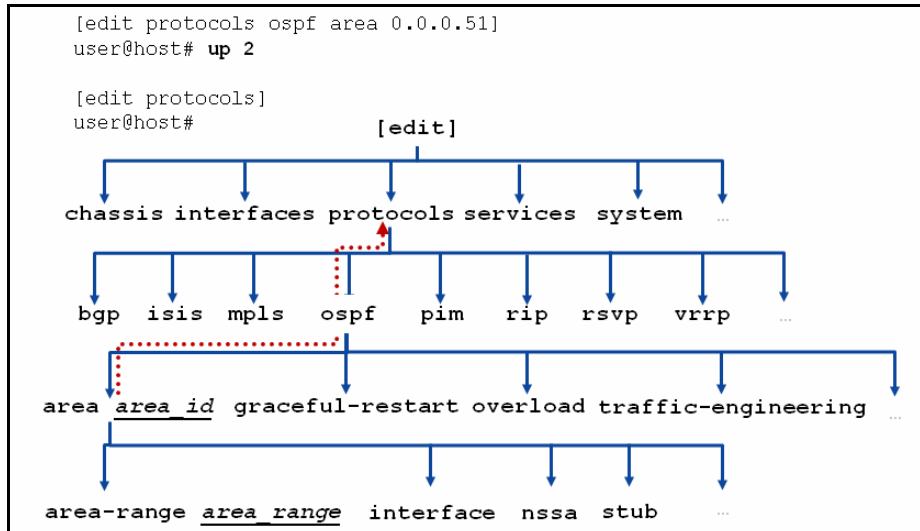 [edit protocols ospf area 0.0.0.51]
user@host# up 2
[edit protocols]
user@host#
[edit]
chassis interfaces protocols services system ...
bgp isis mpls ospf pim rip rsvp vrrp ...
area area_id graceful-restart overload traffic-engineering ...
area-range area_range interface nssa stub ...